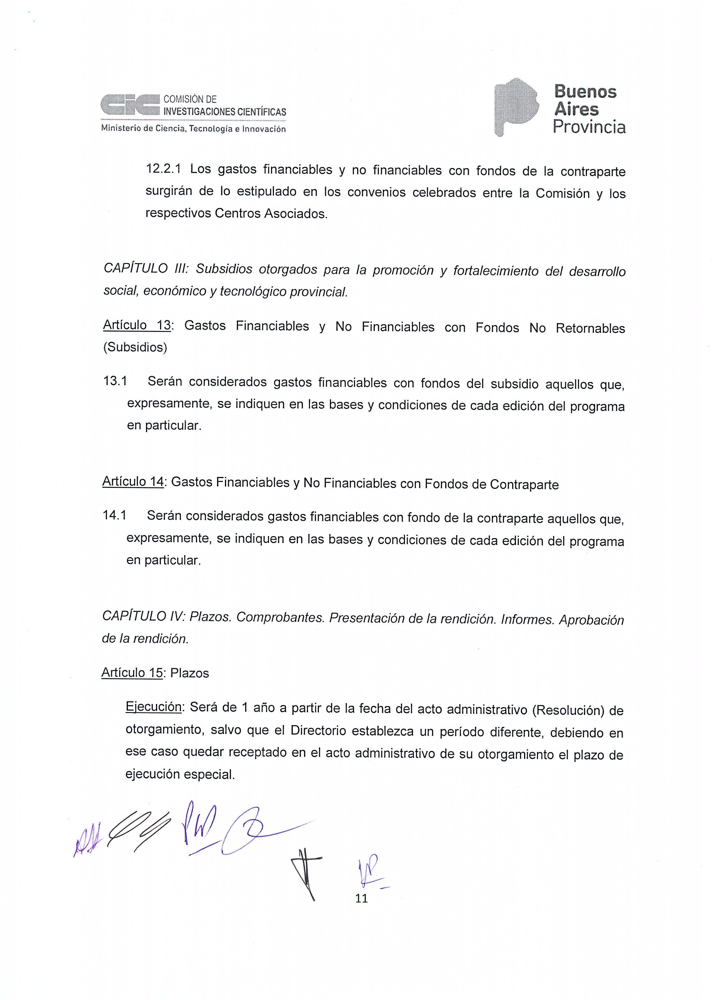 CIC COMISIÓN DE
INVESTIGACIONES CIENTÍFICAS
Ministerio de Ciencia, Tecnología e Innovación
Buenos
Aires
Provincia
12.2.1 Los gastos financiables y no financiables con fondos de la contraparte
surgirán de lo estipulado en los convenios celebrados entre la Comisión y los
respectivos Centros Asociados.
CAPÍTULO III: Subsidios otorgados para la promoción y fortalecimiento del desarrollo
social, económico y tecnológico provincial.
Artículo 13: Gastos Financiables y No Financiables con Fondos No Retornables
(Subsidios)
13.1 Serán considerados gastos financiables con fondos del subsidio aquellos que,
expresamente, se indiquen en las bases y condiciones de cada edición del programa
en particular.
Artículo 14: Gastos Financiables y No Financiables con Fondos de Contraparte
14.1 Serán considerados gastos financiables con fondo de la contraparte aquellos que,
expresamente, se indiquen en las bases y condiciones de cada edición del programa
en particular.
CAPÍTULO IV: Plazos. Comprobantes. Presentación de la rendición. Informes. Aprobación
de la rendición.
Artículo 15: Plazos
Ejecución: Será de 1 año a partir de la fecha del acto administrativo (Resolución) de
otorgamiento, salvo que el Directorio establezca un período diferente, debiendo en
ese caso quedar receptado en el acto administrativo de su otorgamiento el plazo de
ejecución especial.
11